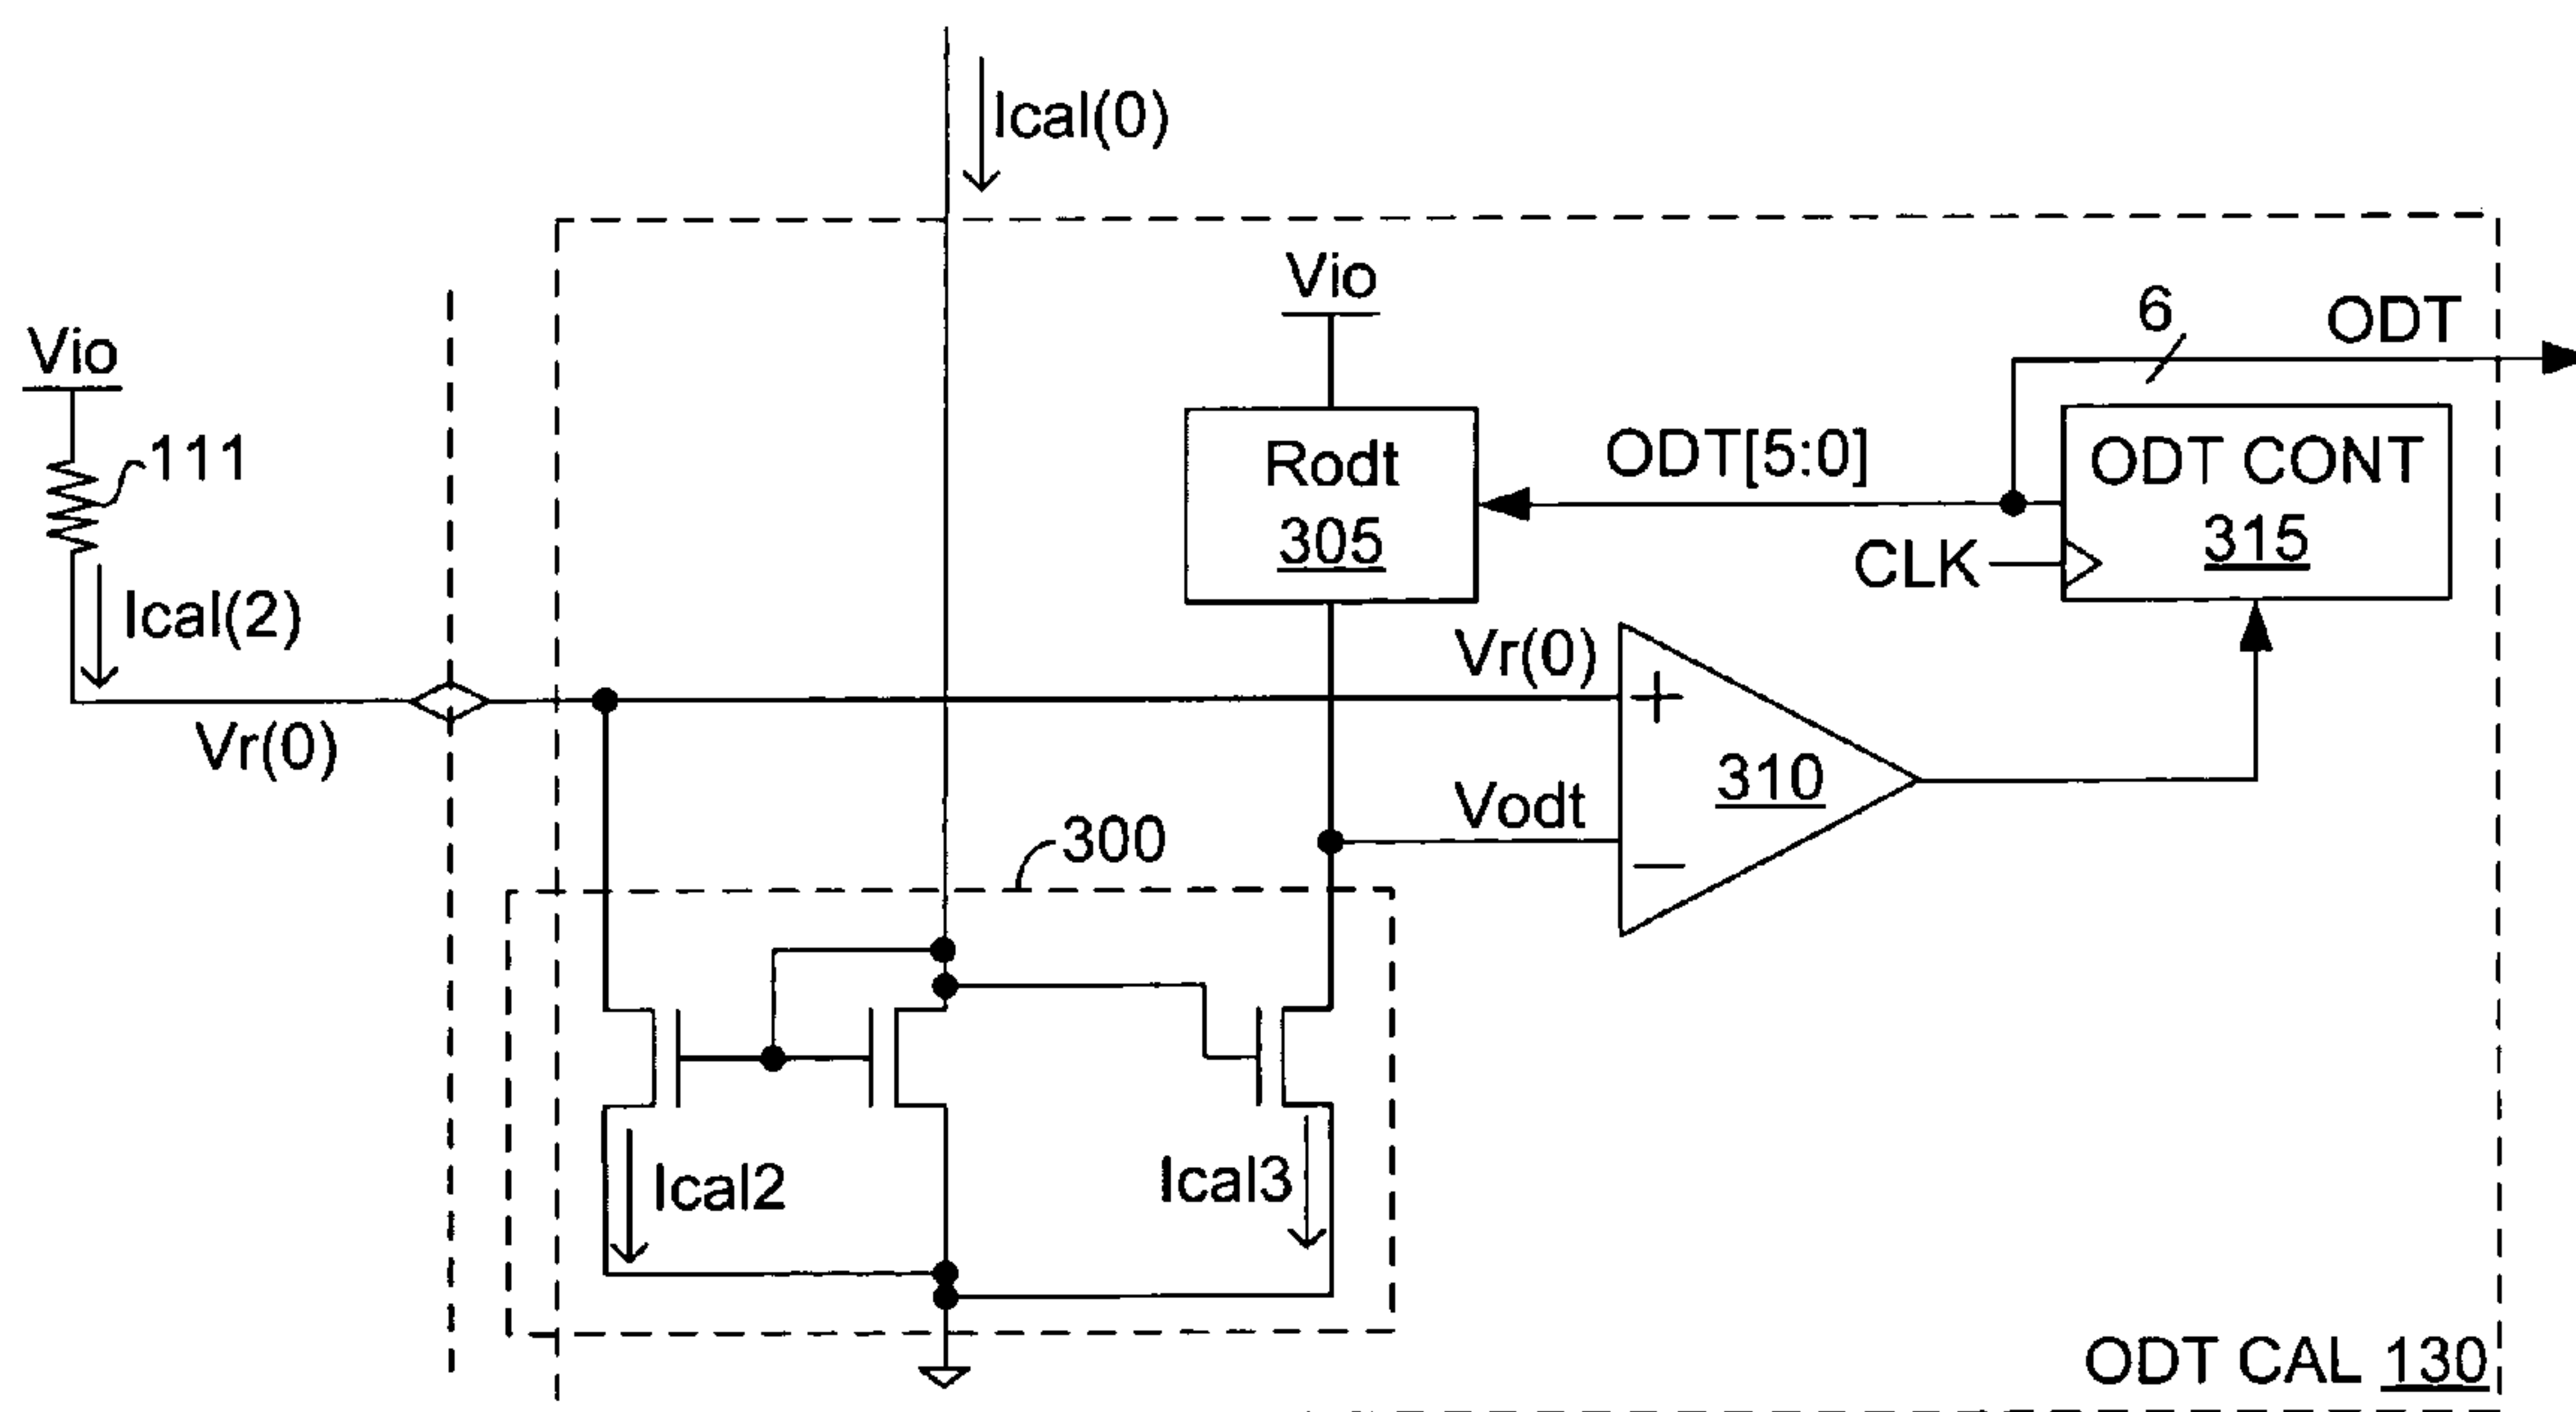 Ical(0)
Vio
6
ODT
Vio
111
Rodt
305
ODT[5:0]
ODT CONT
315
CLK
Ical(2)
Vr(0)
Vr(0)
+
310
Vodt
−
300
Ical2
Ical3
ODT CAL 130